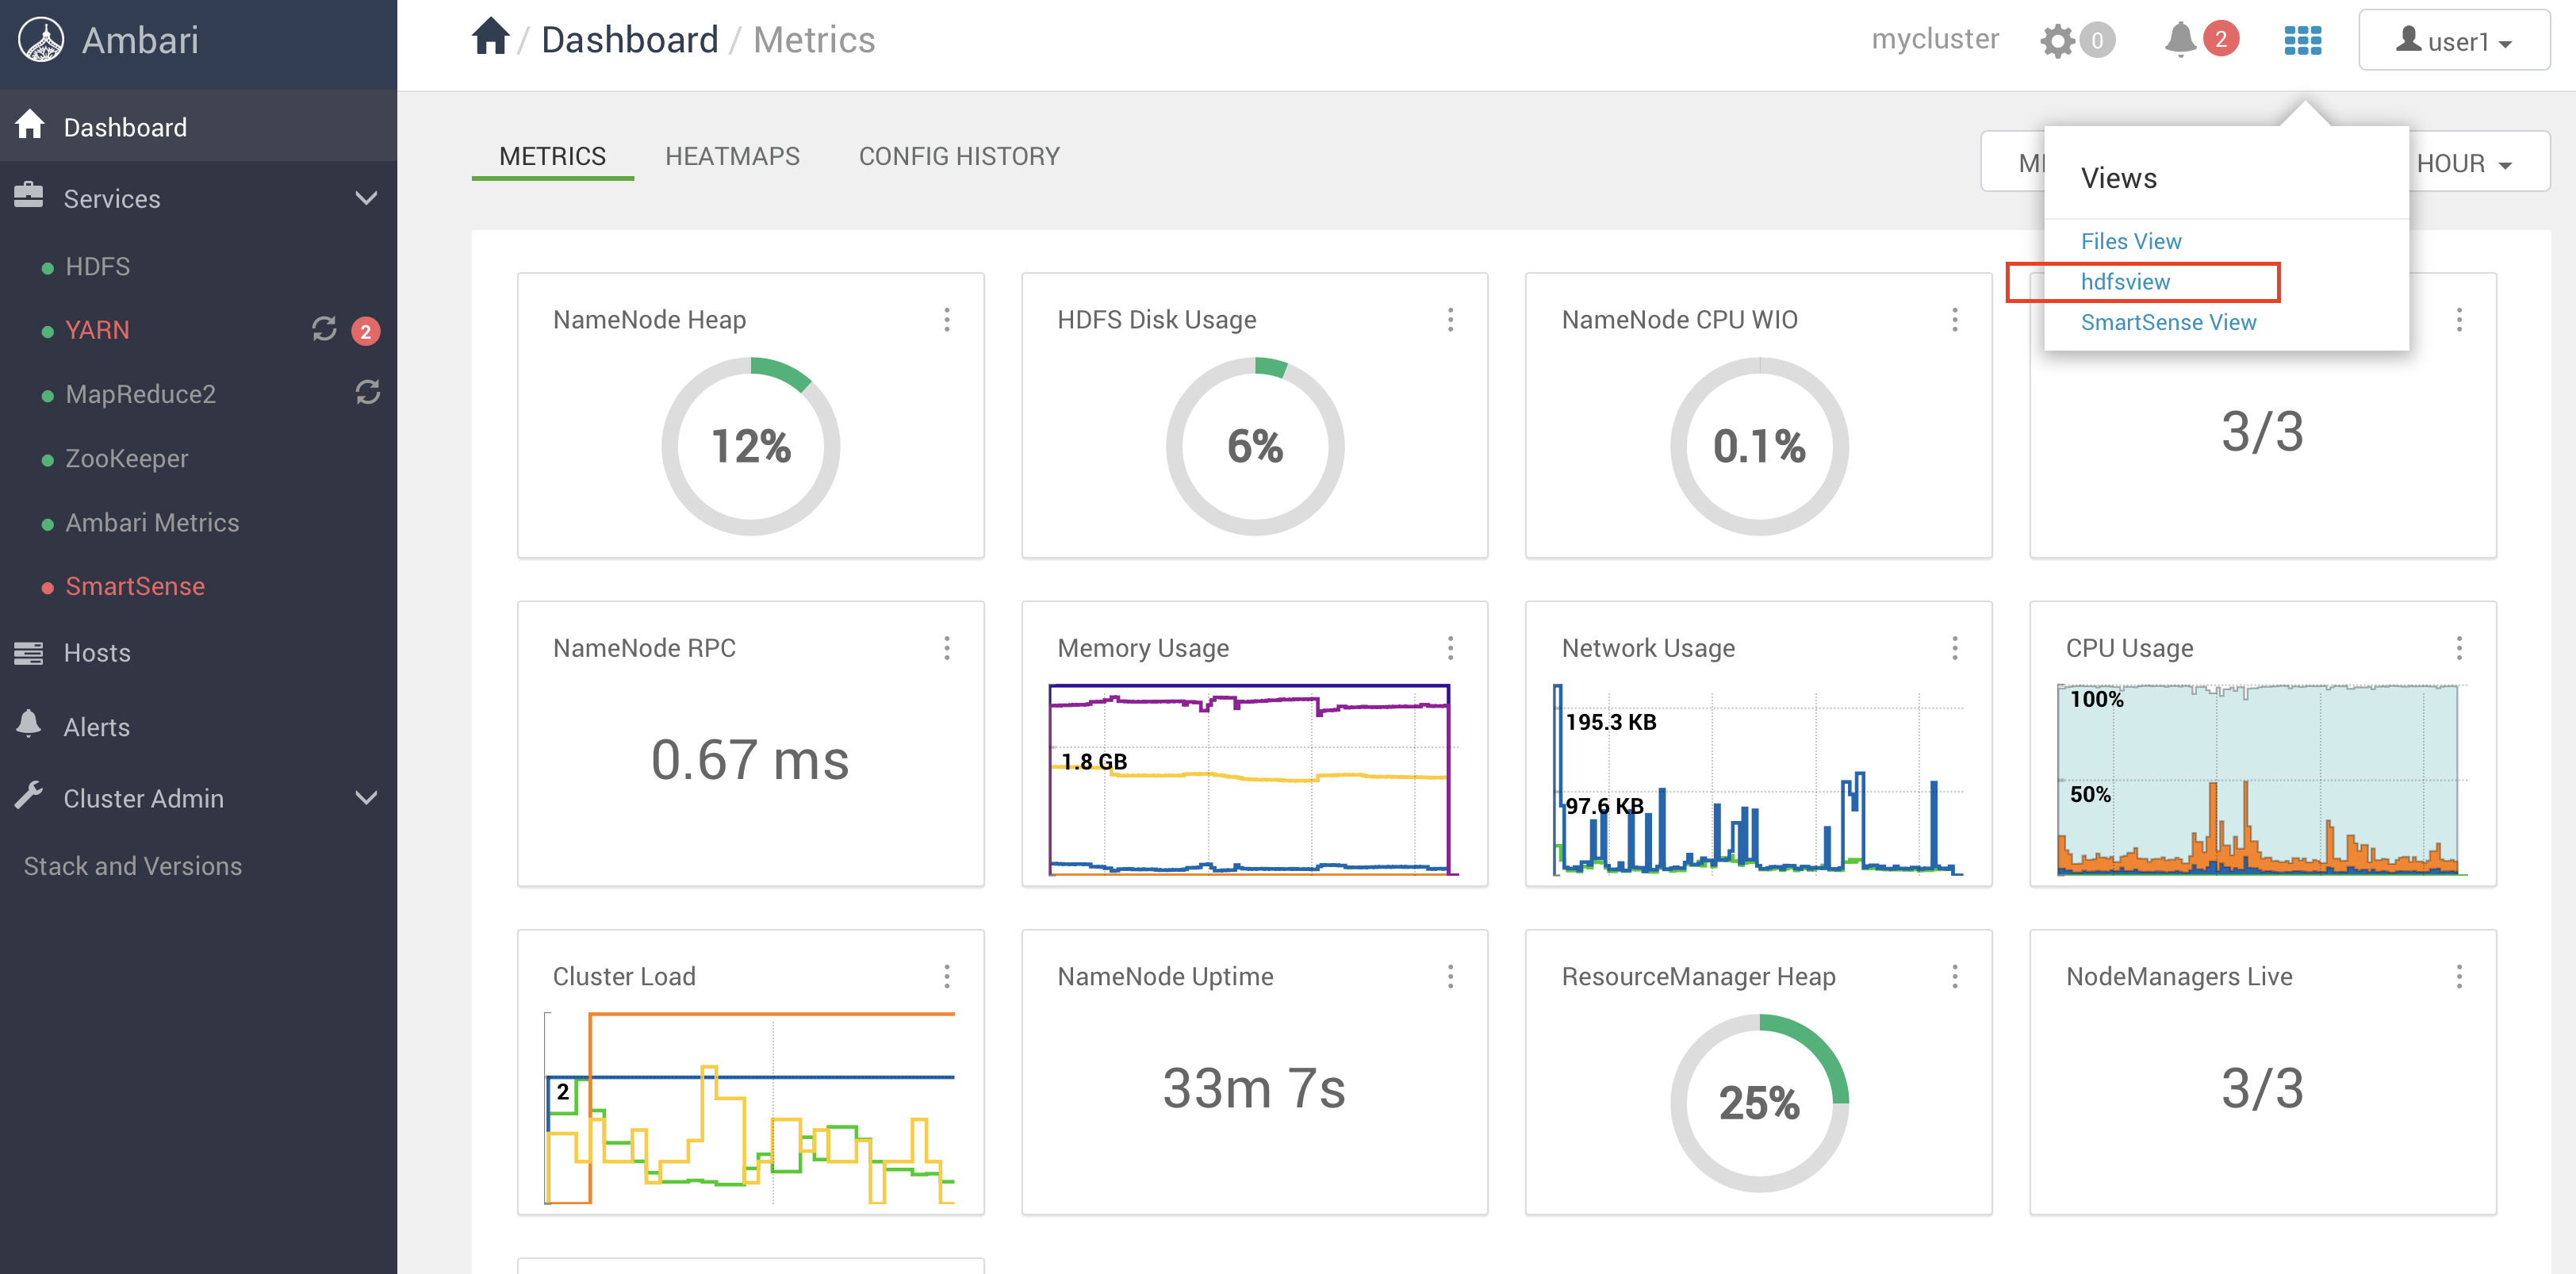 Ambari
/ Dashboard / Metrics
mycluster 0 2 user1
Dashboard
Services
HDFS
YARN 2
MapReduce2
ZooKeeper
Ambari Metrics
SmartSense
Hosts
Alerts
Cluster Admin
Stack and Versions
METRICS HEATMAPS CONFIG HISTORY
HOUR
Views
Files View
hdfsview
SmartSense View
NameNode Heap
12%
HDFS Disk Usage
6%
NameNode CPU WIO
0.1%
3/3
NameNode RPC
0.67 ms
Memory Usage
1.8 GB
Network Usage
195.3 KB
97.6 KB
CPU Usage
100%
50%
Cluster Load
2
NameNode Uptime
33m 7s
ResourceManager Heap
25%
NodeManagers Live
3/3